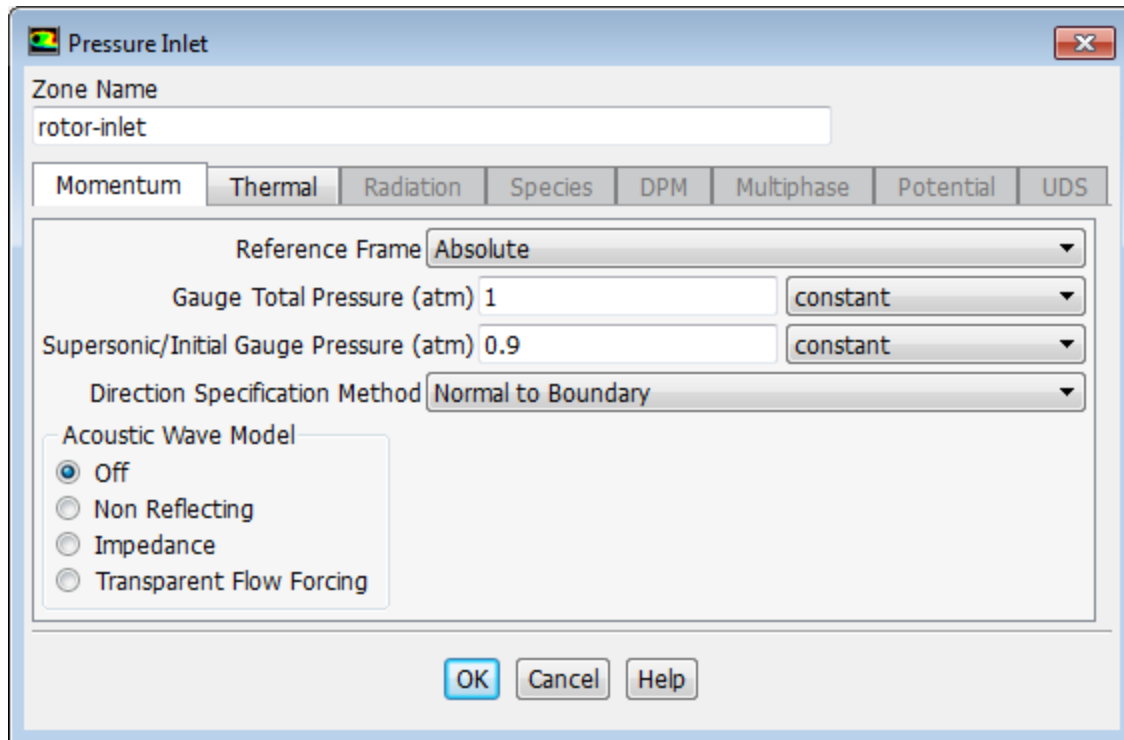 Pressure Inlet
Zone Name
rotor-inlet
Momentum Thermal Radiation Species DPM Multiphase Potential UDS
Reference Frame Absolute
Gauge Total Pressure (atm) 1 constant
Supersonic/Initial Gauge Pressure (atm) 0.9 constant
Direction Specification Method Normal to Boundary
Acoustic Wave Model
Off
Non Reflecting
Impedance
Transparent Flow Forcing
OK Cancel Help